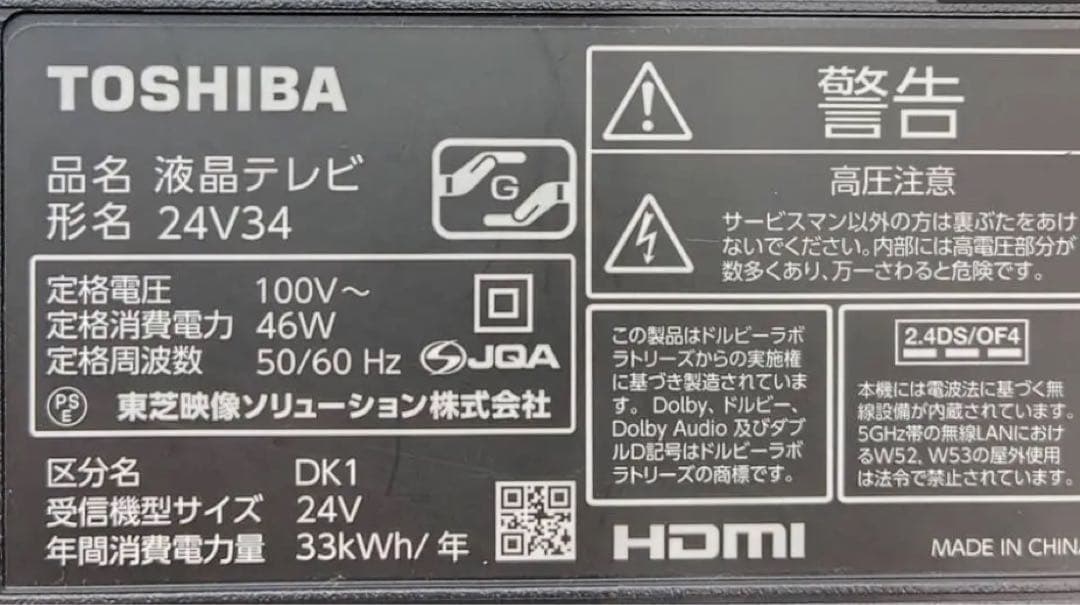 TOSHIBA
品名 液晶テレビ
形名 24V34
G
定格電圧 100V～
定格消費電力 46W
定格周波数 50/60 Hz
JQA
PS
E
東芝映像ソリューション株式会社
区分名 DK1
受信機型サイズ 24V
年間消費電力量 33kWh/年
警告
高圧注意
サービスマン以外の方は裏ぶたをあけ
ないでください。内部には高電圧部分が
数多くあり、万一さわると危険です。
この製品はドルビーラボ
ラトリーズからの実施権
に基づき製造されていま
す。Dolby、ドルビー、
Dolby Audio 及びダブ
ルD記号はドルビーラボ
ラトリーズの商標です。
2.4DS/OF4
本機には電波法に基づく無
線設備が内蔵されています。
5GHz帯の無線LANにおけ
るW52、W53の屋外使用
は法令で禁止されています。
HDMI
MADE IN CHINA